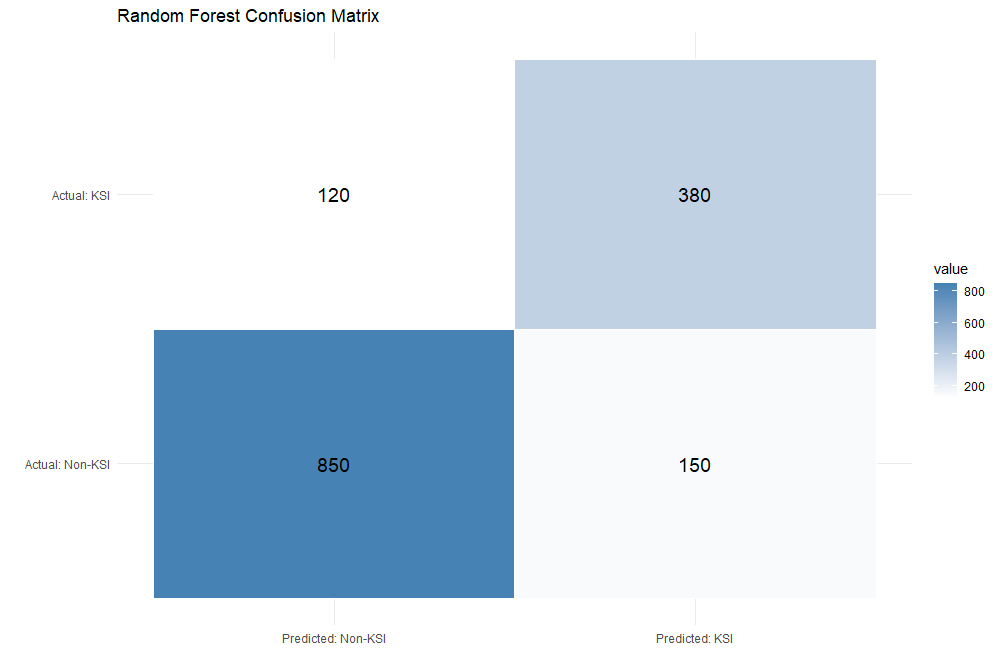 Random Forest Confusion Matrix
Actual: KSI
120
380
value
800
600
400
200
Actual: Non-KSI
850
150
Predicted: Non-KSI
Predicted: KSI